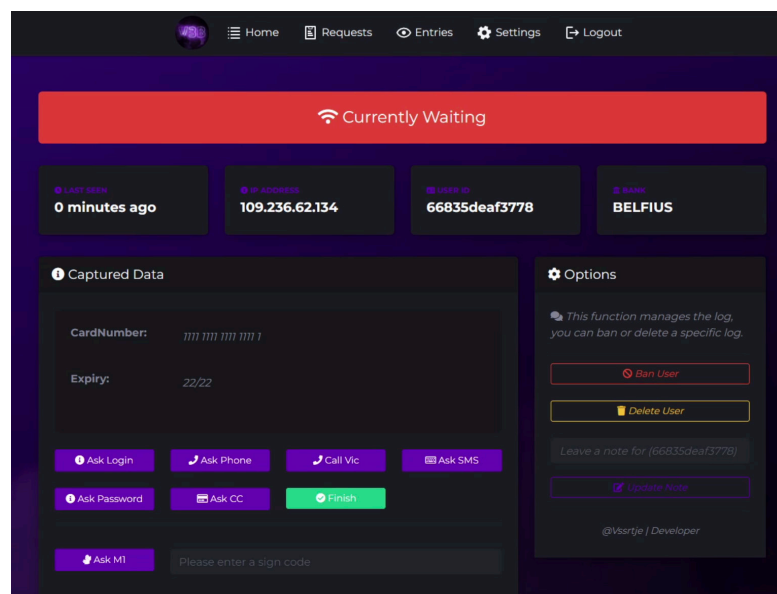 Home Requests Entries Settings Logout
Currently Waiting
LAST SEEN
0 minutes ago
IP ADDRESS
109.236.62.134
USER ID
66835deaf3778
BANK
BELFIUS
Captured Data
CardNumber: 1111 1111 1111 1111 1
Expiry: 22/22
Ask Login Ask Phone Call Vic Ask SMS
Ask Password Ask CC Finish
Ask M1 Please enter a sign code
Options
This function manages the log,
you can ban or delete a specific log.
Ban User
Delete User
Leave a note for (66835deaf3778)
Update Note
@Vssrtje | Developer